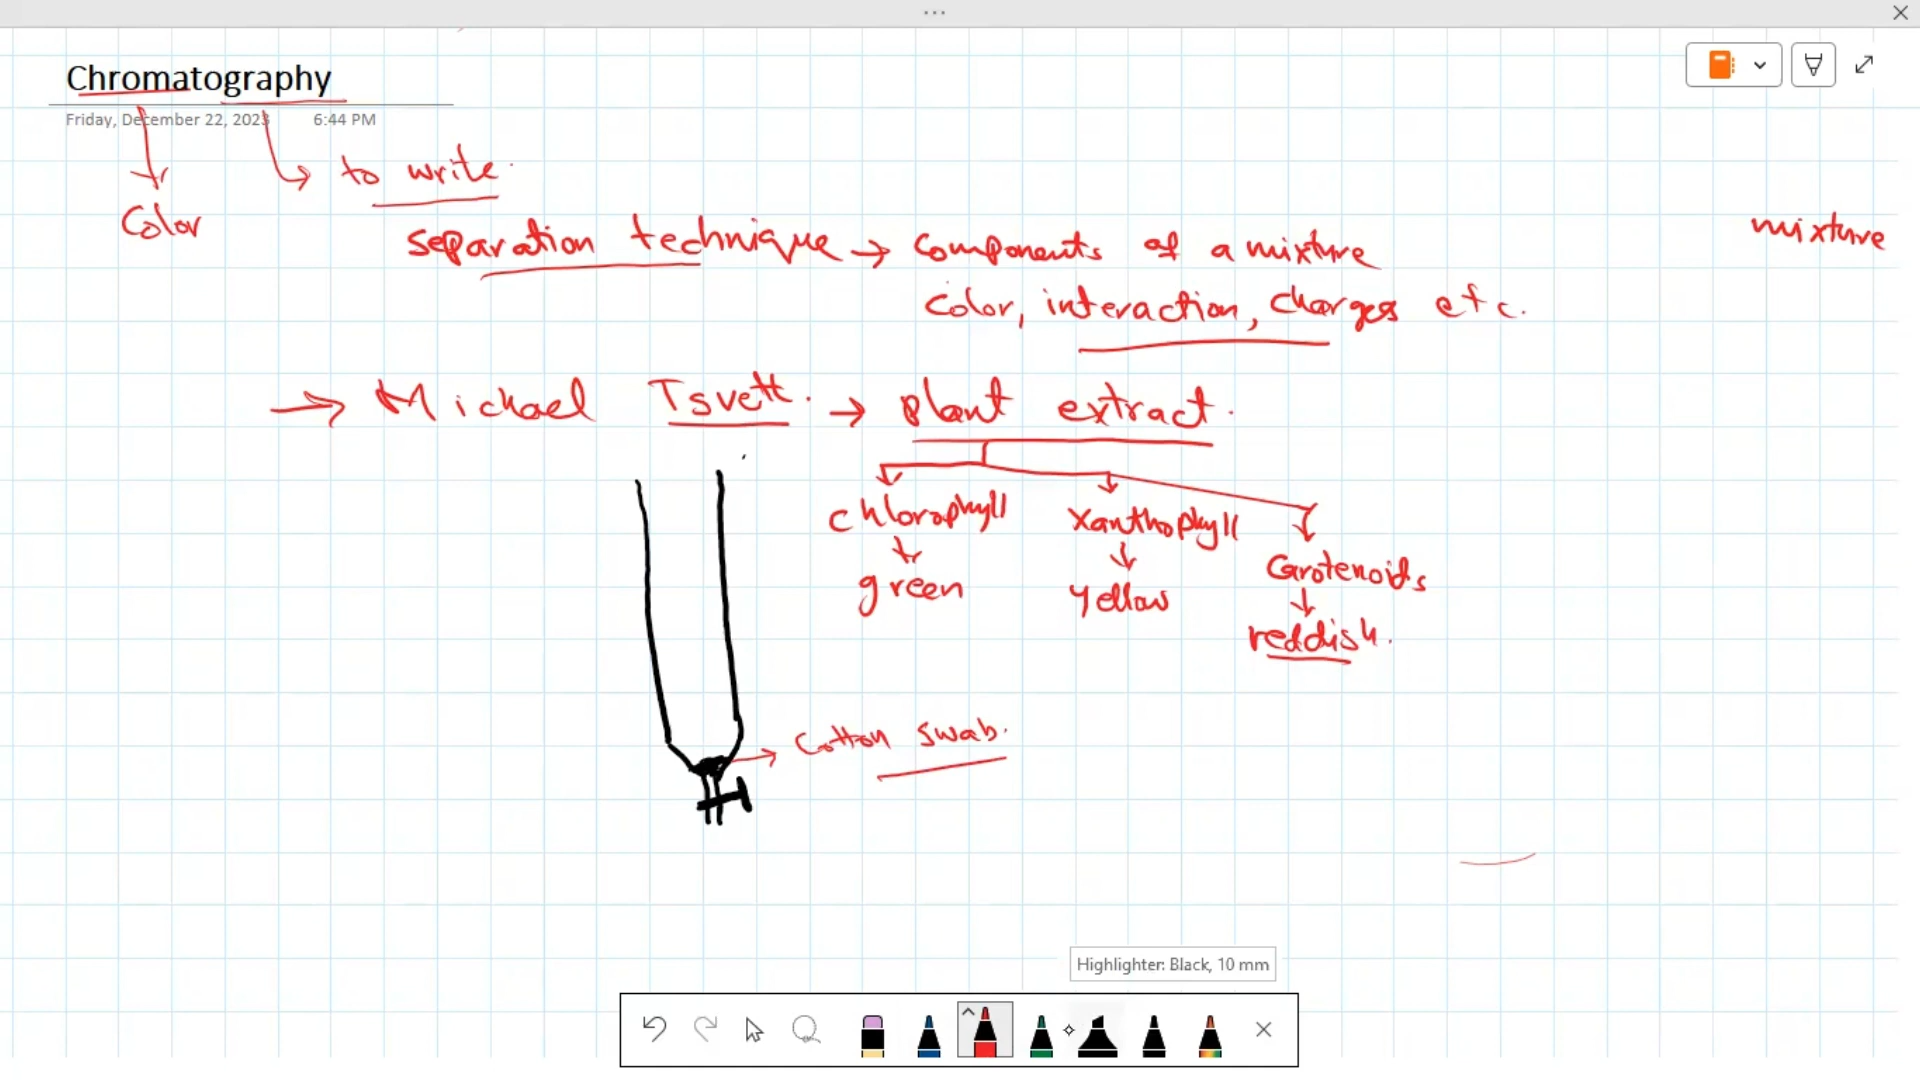 Chromatography
Friday, December 22, 2023 6:44 PM
to write.
Color
separation technique → components of a mixture
mixture
color, interaction, charges etc.
→ Michael Tsvett. → plant extract.
chlorophyll
Xanthophyll
Carotenoids
green
yellow
reddish.
Cotton swab.
Highlighter: Black, 10 mm